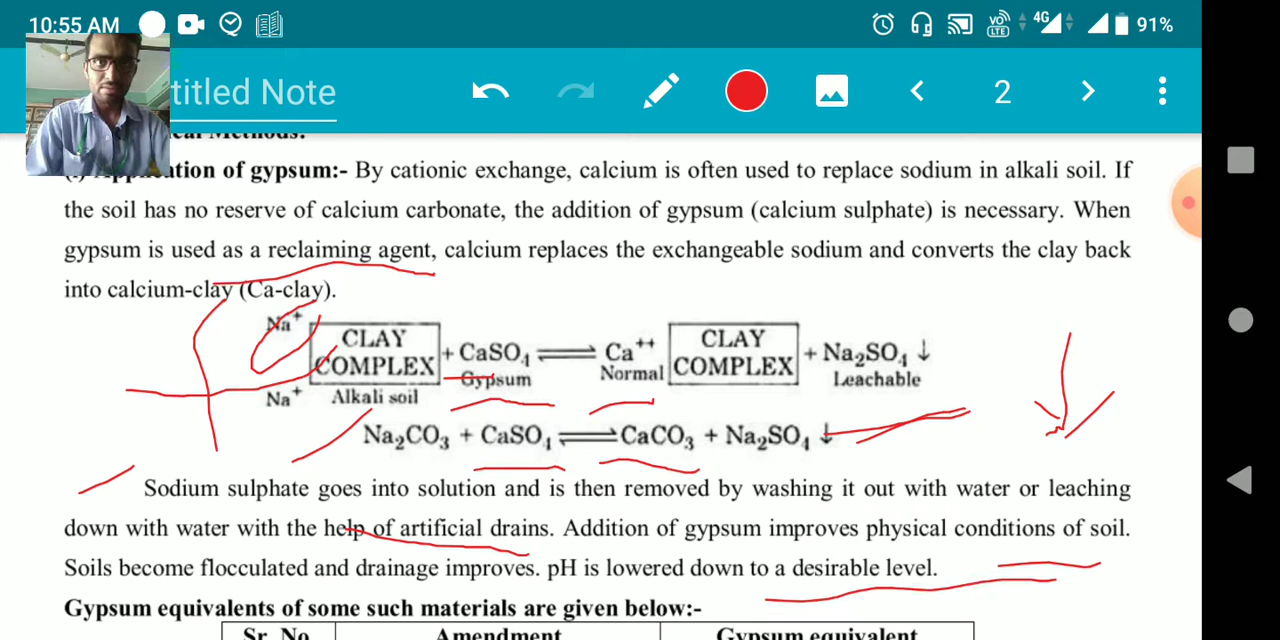 10:55 AM
VO)
LTE
4G
91%
titled Note
2
cal Methods:
Application of gypsum:- By cationic exchange, calcium is often used to replace sodium in alkali soil. If
the soil has no reserve of calcium carbonate, the addition of gypsum (calcium sulphate) is necessary. When
gypsum is used as a reclaiming agent, calcium replaces the exchangeable sodium and converts the clay back
into calcium-clay (Ca-clay).
Na⁺ CLAY COMPLEX Na⁺ + CaSO₄ ⇌ Ca⁺⁺ CLAY COMPLEX + Na₂SO₄ ↓
Alkali soil Gypsum Normal Leachable
Na₂CO₃ + CaSO₄ ⇌ CaCO₃ + Na₂SO₄ ↓
Sodium sulphate goes into solution and is then removed by washing it out with water or leaching
down with water with the help of artificial drains. Addition of gypsum improves physical conditions of soil.
Soils become flocculated and drainage improves. pH is lowered down to a desirable level.
Gypsum equivalents of some such materials are given below:-
Sr. No Amendment Gypsum equivalent